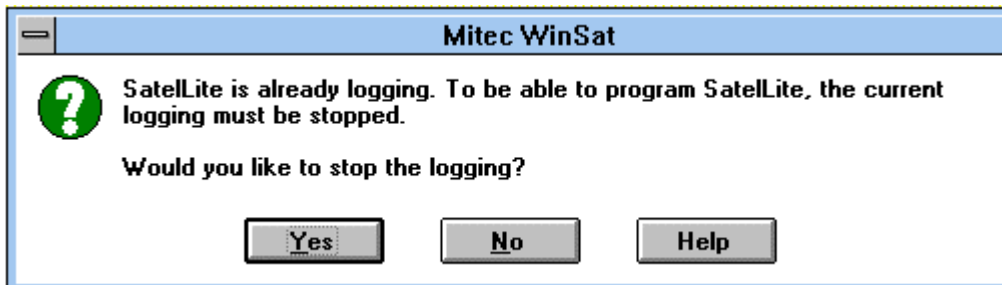 Mitec WinSat
SatelLite is already logging. To be able to program SatelLite, the current
logging must be stopped.
Would you like to stop the logging?
Yes
No
Help